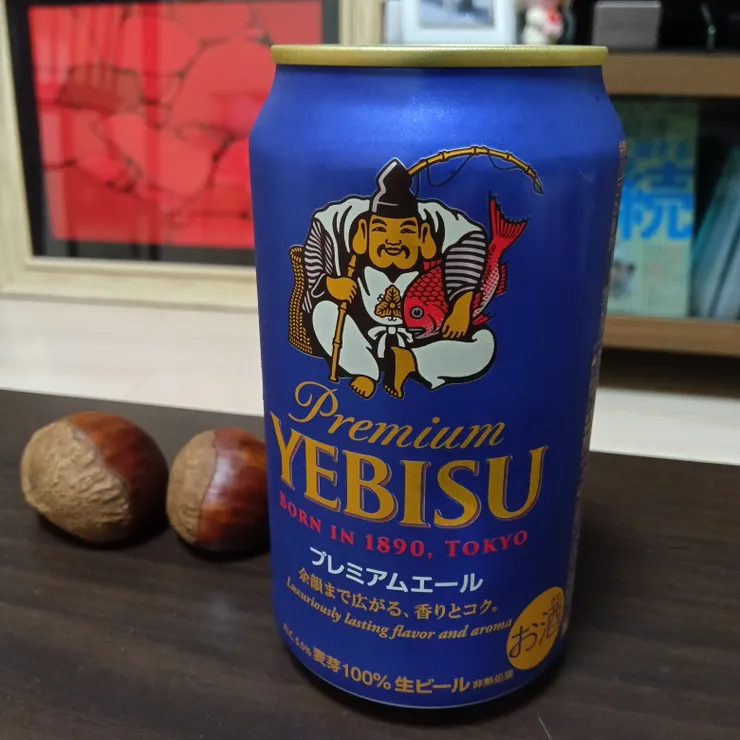 Premium
YEBISU
BORN IN 1890, TOKYO
プレミアムエール
余韻まで広がる、香りとコク。
Luxuriously lasting flavor and aroma
お酒
麦芽100% 生ビール 非熱処理
続